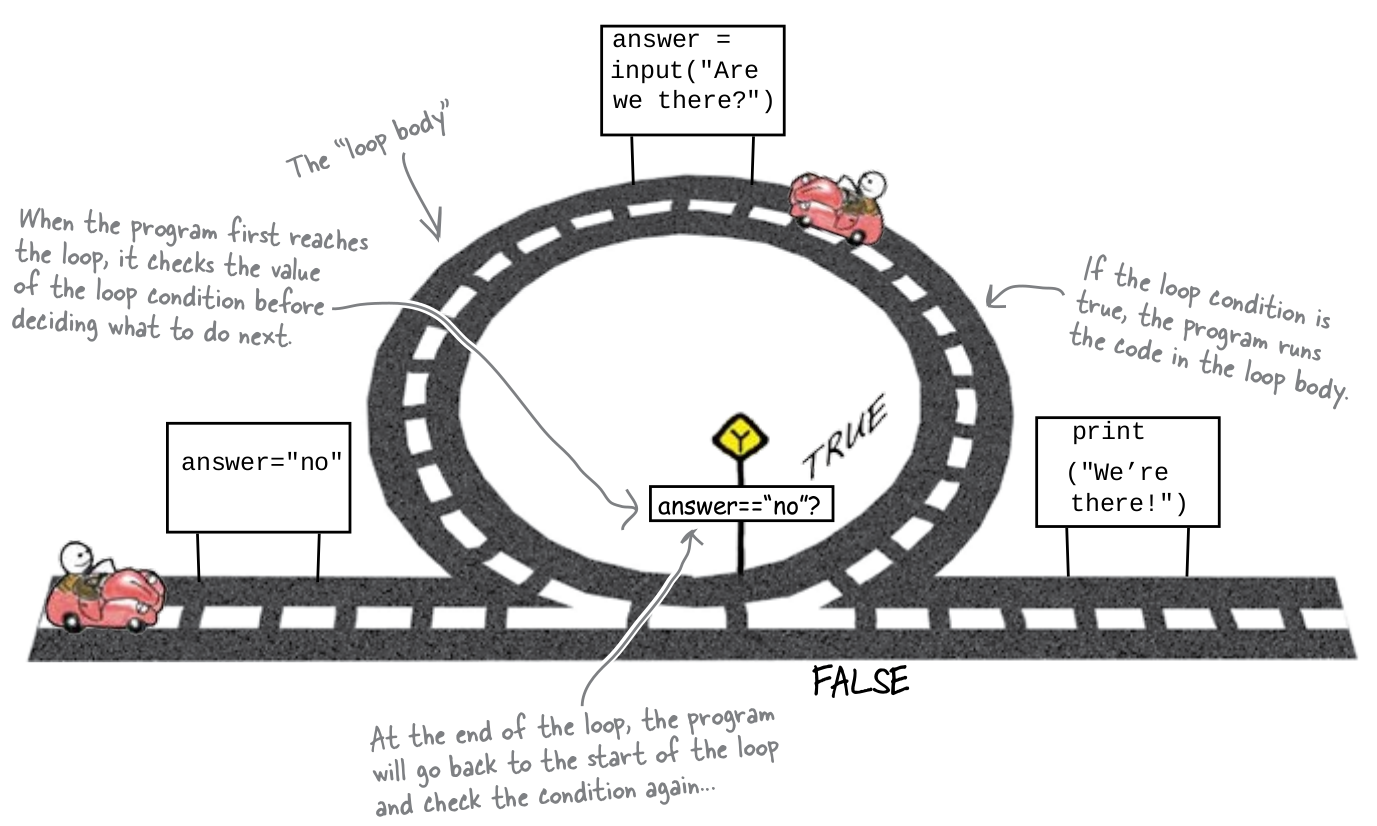 answer =
input("Are
we there?")
The “loop body”
When the program first reaches
the loop, it checks the value
of the loop condition before
deciding what to do next.
If the loop condition is
true, the program runs
the code in the loop body.
answer="no"
TRUE
answer==“no”?
print
("We’re
there!")
FALSE
At the end of the loop, the program
will go back to the start of the loop
and check the condition again...